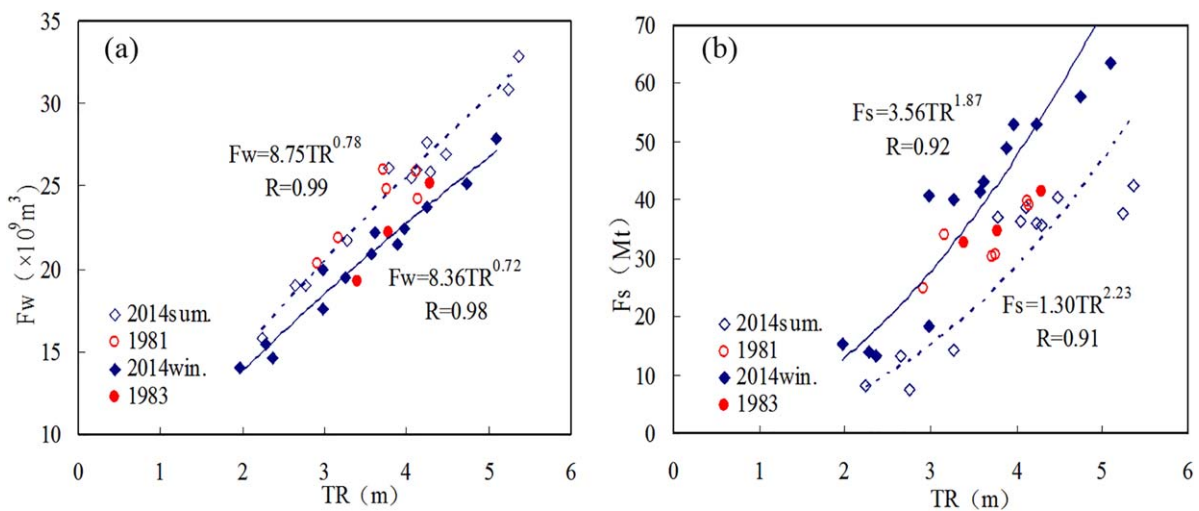 (a)
35
30
25
20
15
10
Fw（×10⁹m³）
Fw=8.75TR^0.78
R=0.99
Fw=8.36TR^0.72
R=0.98
2014sum.
1981
2014win.
1983
0 1 2 3 4 5 6
TR（m）
(b)
70
60
50
40
30
20
10
0
Fs（Mt）
Fs=3.56TR^1.87
R=0.92
Fs=1.30TR^2.23
R=0.91
2014sum.
1981
2014win.
1983
0 2 3 4 5 6
TR（m）